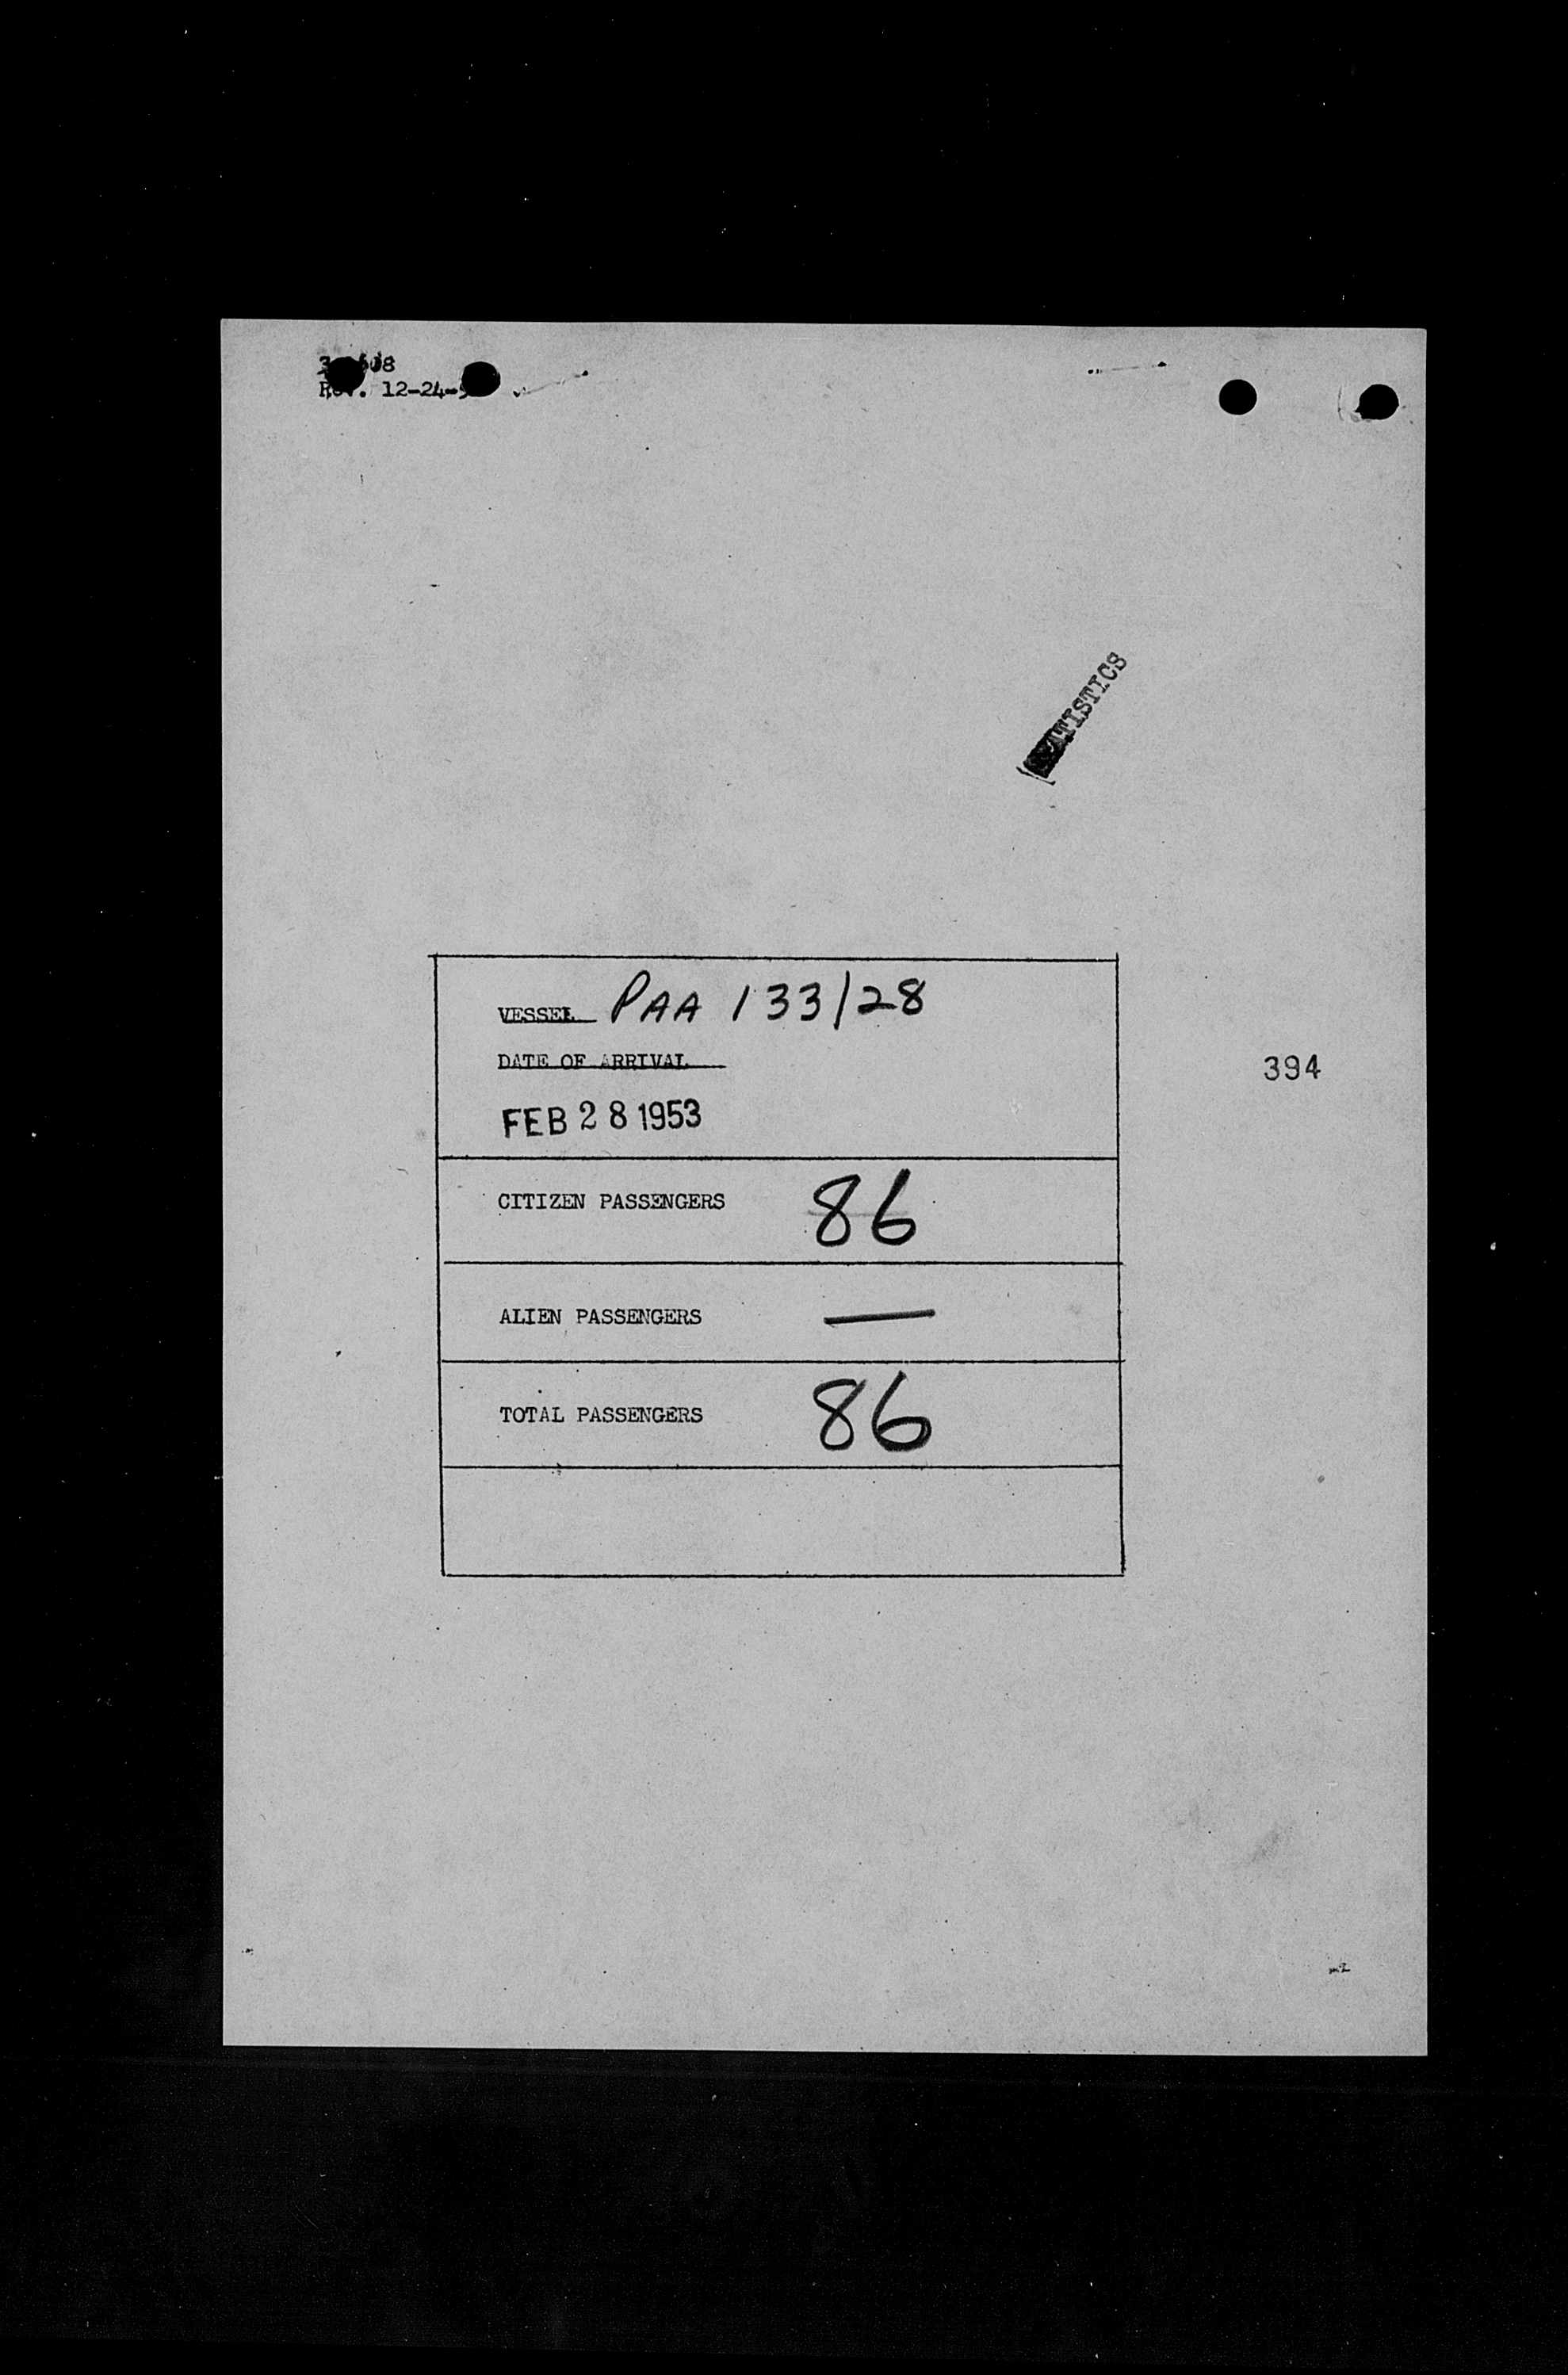 Rev. 12-24-
STATISTICS
VESSEL PAA 133/28
DATE OF ARRIVAL
394
FEB 28 1953
CITIZEN PASSENGERS 86
ALIEN PASSENGERS —
TOTAL PASSENGERS 86